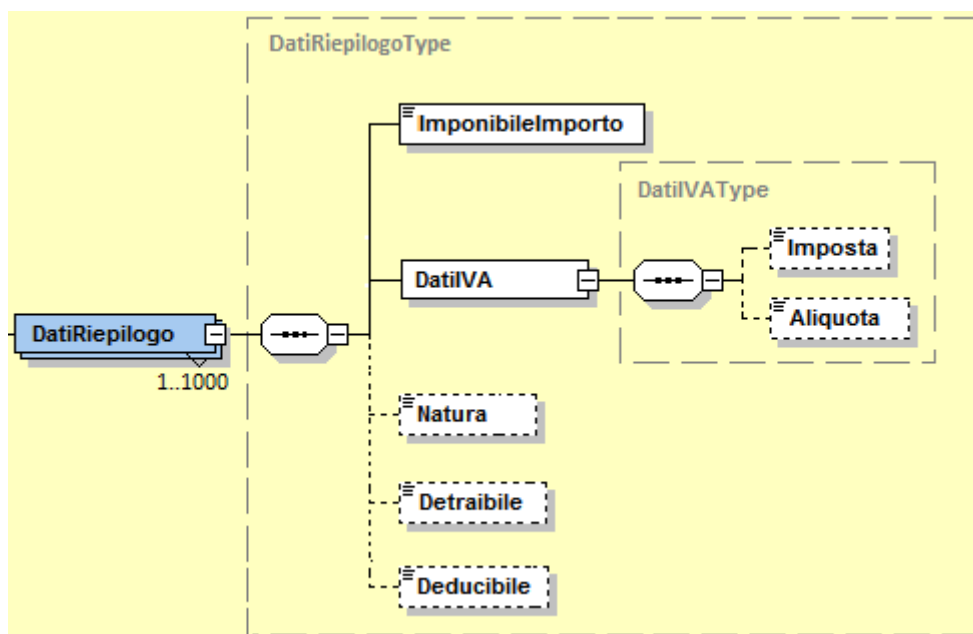 DatiRiepilogoType
ImponibileImporto
DatiIVAType
Imposta
DatiIVA
Aliquota
DatiRiepilogo
1..1000
Natura
Detraibile
Deducibile